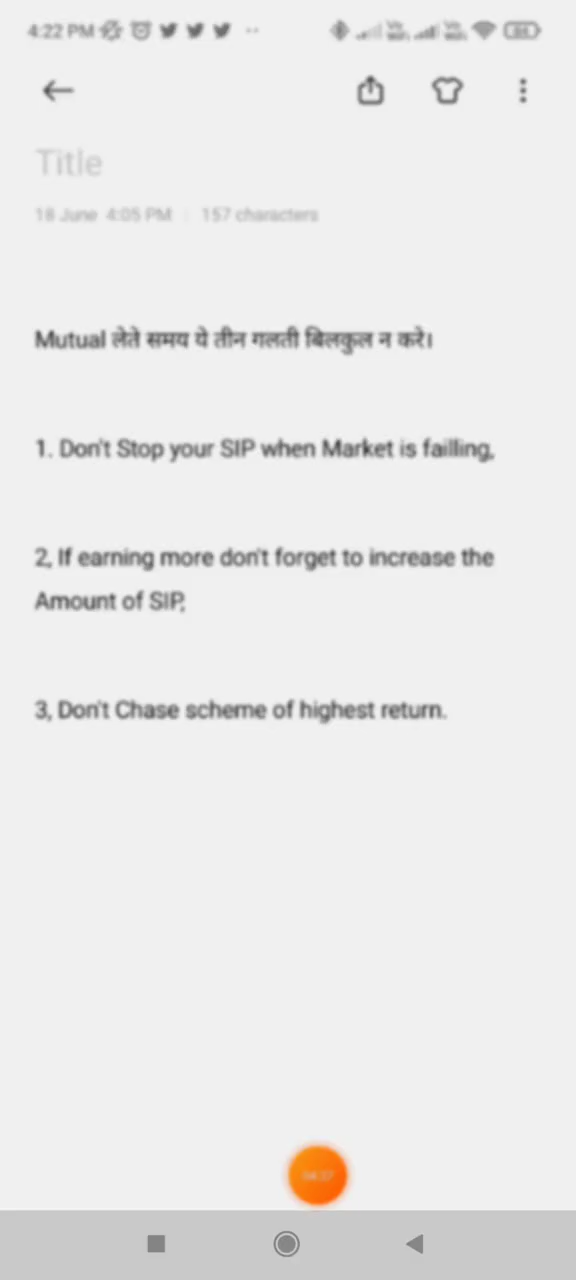 4:22 PM
Title
18 June 4:05 PM | 157 characters
Mutual लेते समय ये तीन गलती बिलकुल न करे।
1. Don't Stop your SIP when Market is failling,
2, If earning more don't forget to increase the
Amount of SIP,
3, Don't Chase scheme of highest return.